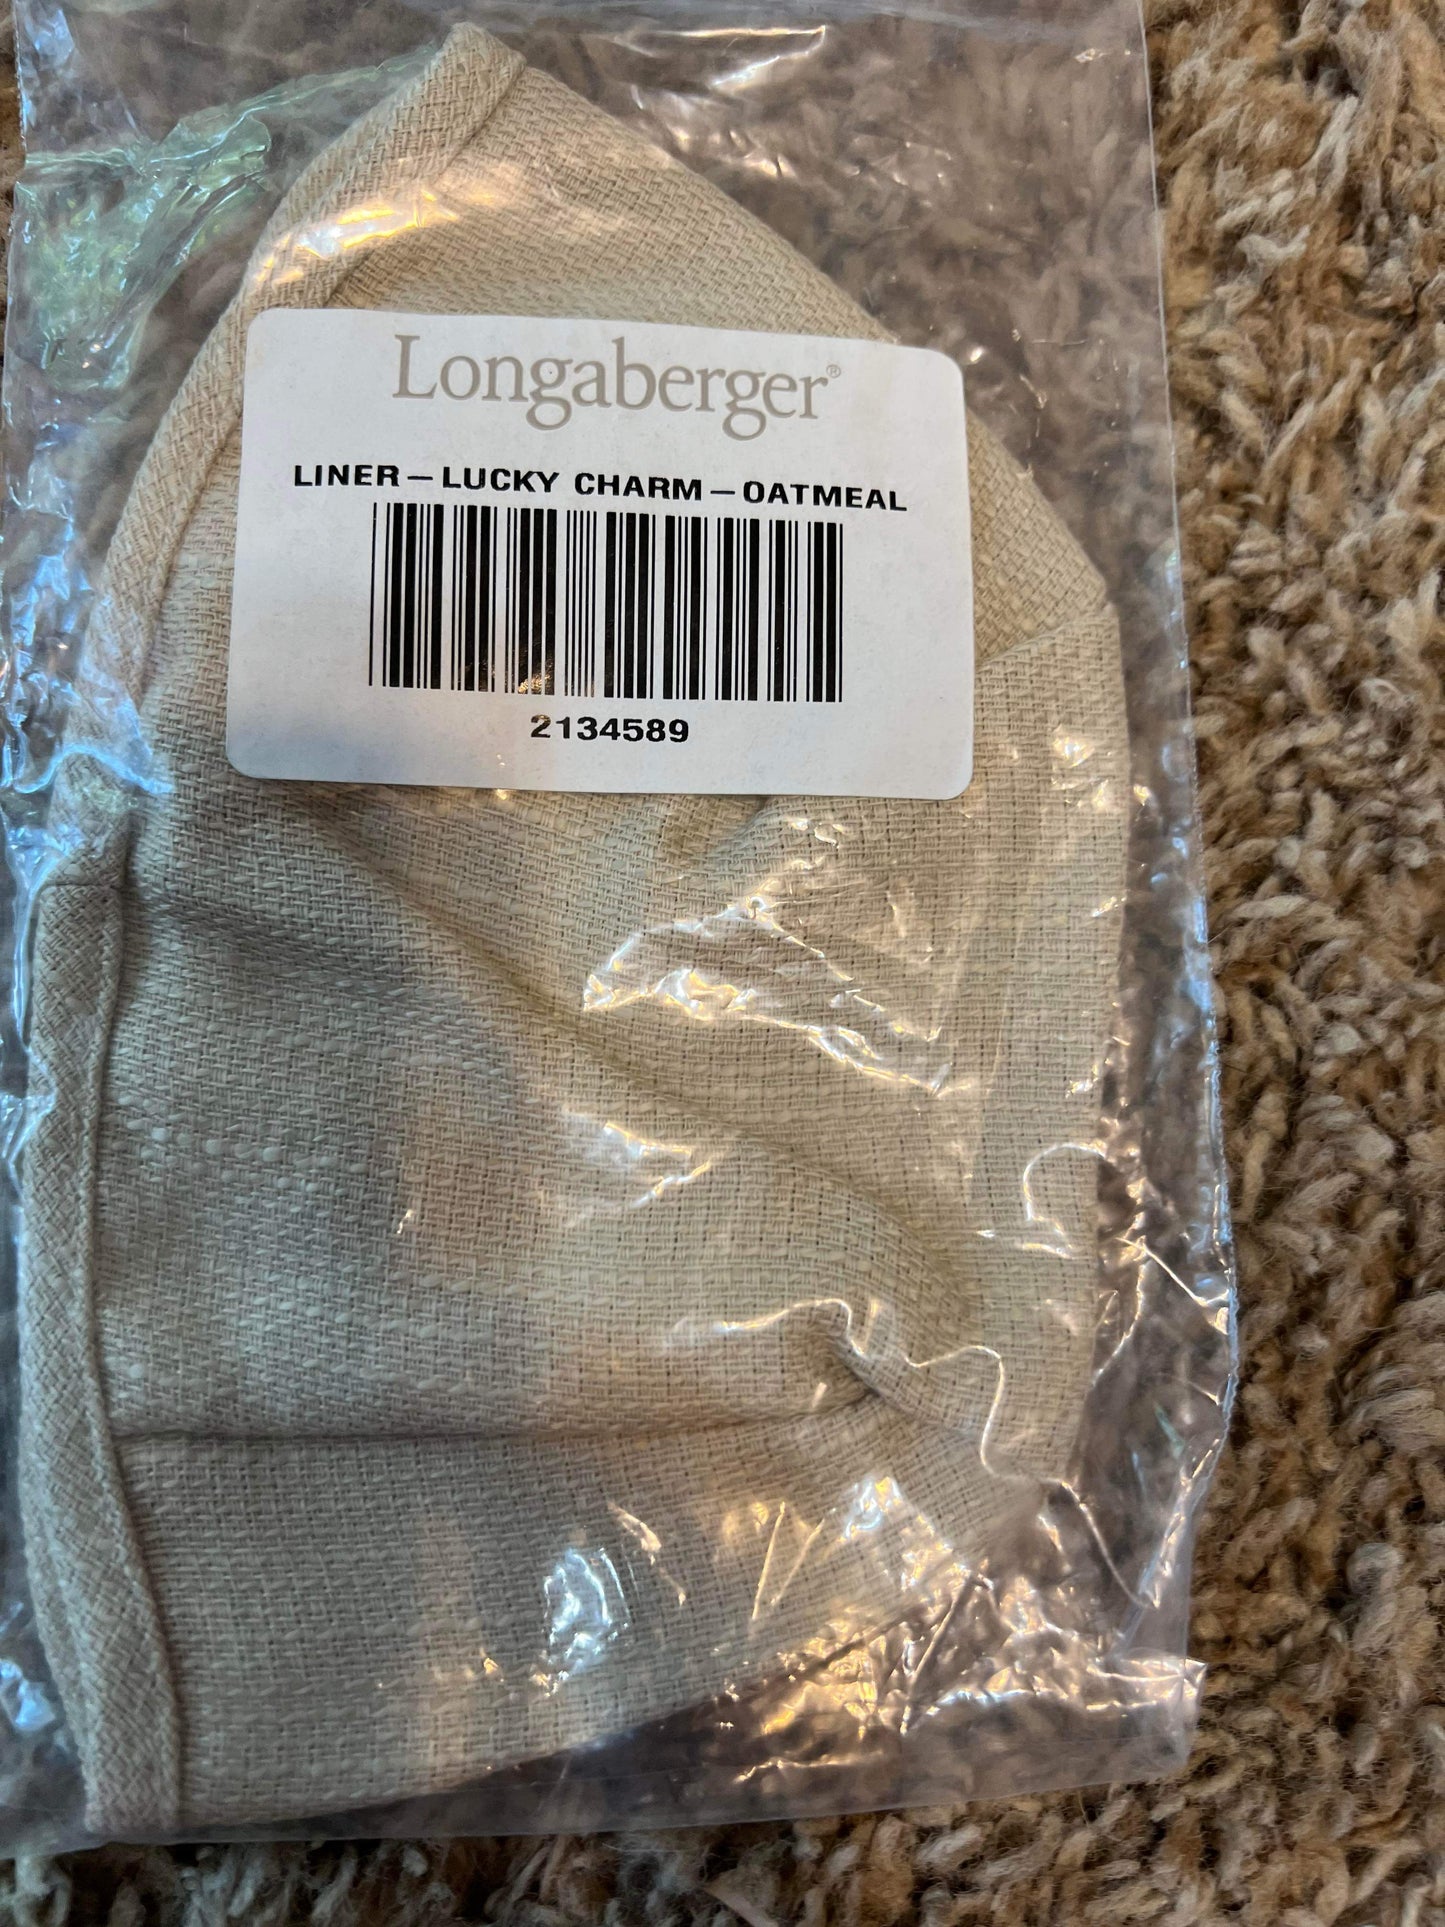 Longaberger®
LINER—LUCKY CHARM—OATMEAL
2134589